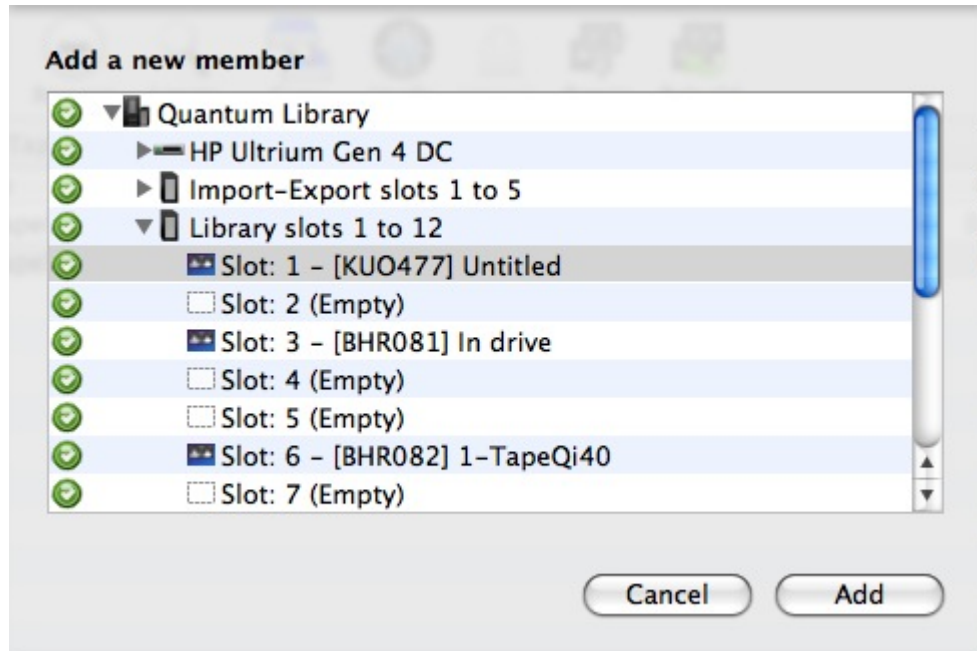 Add a new member
Quantum Library
HP Ultrium Gen 4 DC
Import-Export slots 1 to 5
Library slots 1 to 12
Slot: 1 - [KUO477] Untitled
Slot: 2 (Empty)
Slot: 3 - [BHR081] In drive
Slot: 4 (Empty)
Slot: 5 (Empty)
Slot: 6 - [BHR082] 1-TapeQi40
Slot: 7 (Empty)
Cancel Add